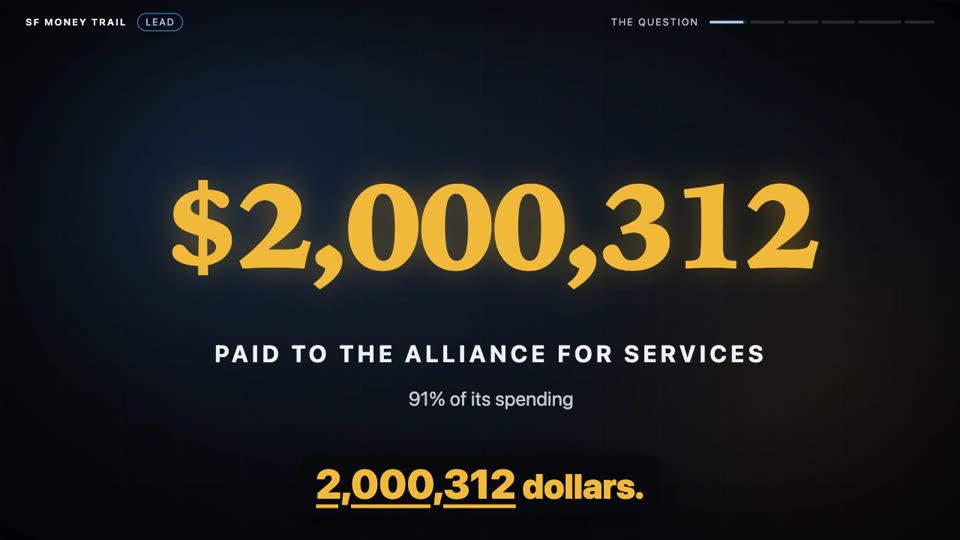 SF MONEY TRAIL LEAD THE QUESTION
$2,000,312
PAID TO THE ALLIANCE FOR SERVICES
91% of its spending
2,000,312 dollars.